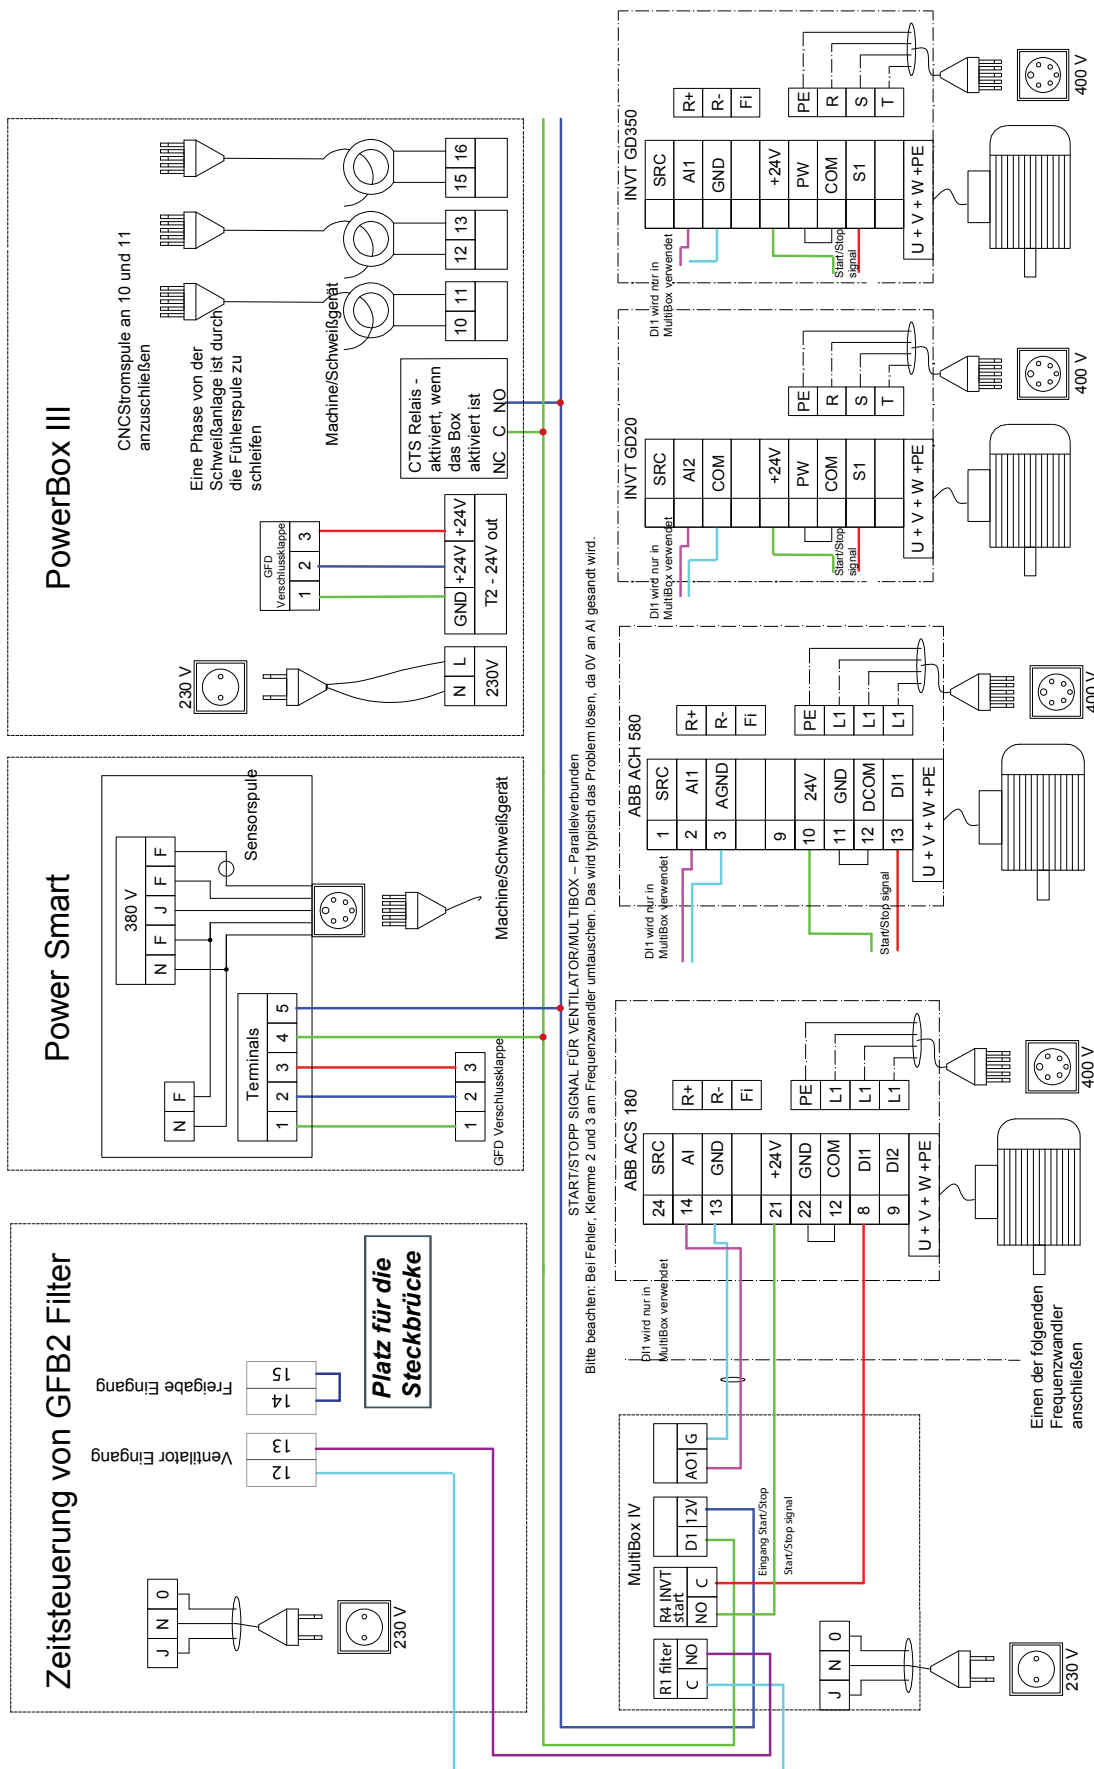 Zeitsteuerung von GFB2 Filter
J N 0
230 V
Ventilator Eingang
12 13
Freigabe Eingang
14 15
Platz für die
Steckbrücke
Power Smart
380 V
N F J F F
Sensorspule
N F
Terminals
1 2 3 4 5
1 2 3
GFD Verschlussklappe
Machine/Schweißgerät
PowerBox III
230 V
N L
230V
GFD
Verschlussklappe
1 2 3
GND +24V +24V
T2 - 24V out
CNCStromspule an 10 und 11
anzuschließen
Eine Phase von der
Schweißanlage ist durch
die Fühlerspule zu
schleifen
Machine/Schweißgerät
CTS Relais -
aktiviert, wenn
das Box
aktiviert ist
NC C NO
10 11
12 13
15 16
START/STOPP SIGNAL FÜR VENTILATOR/MULTIBOX – Parallelverbunden
Bitte beachten: Bei Fehler, Klemme 2 und 3 am Frequenzwandler umtauschen. Das wird typisch das Problem lösen, da 0V an AI gesandt wird.
MultiBox IV
R1 filter
C NO
R4 INVT
start
NO C
D1 12V
AO1 G
Eingang Start/Stop
Start/Stop signal
J N 0
230 V
Einen der folgenden
Frequenzwandler
anschließen
DI1 wird nur in
MultiBox verwendet
ABB ACS 180
24 SRC
14 AI
13 GND
21 +24V
22 GND
12 COM
8 DI1
9 DI2
U + V + W +PE
R+
R-
Fi
PE
L1
L1
L1
400 V
DI1 wird nur in
MultiBox verwendet
ABB ACH 580
1 SRC
2 AI1
3 AGND
9
10 24V
11 GND
12 DCOM
13 DI1
U + V + W +PE
Start/Stop signal
R+
R-
Fi
PE
L1
L1
L1
400 V
DI1 wird nur in
MultiBox verwendet
INVT GD20
SRC
AI2
COM
+24V
PW
COM
S1
U + V + W +PE
Start/Stop
signal
PE
R
S
T
400 V
DI1 wird nur in
MultiBox verwendet
INVT GD350
SRC
AI1
GND
+24V
PW
COM
S1
U + V + W +PE
Start/Stop
signal
R+
R-
Fi
PE
R
S
T
400 V